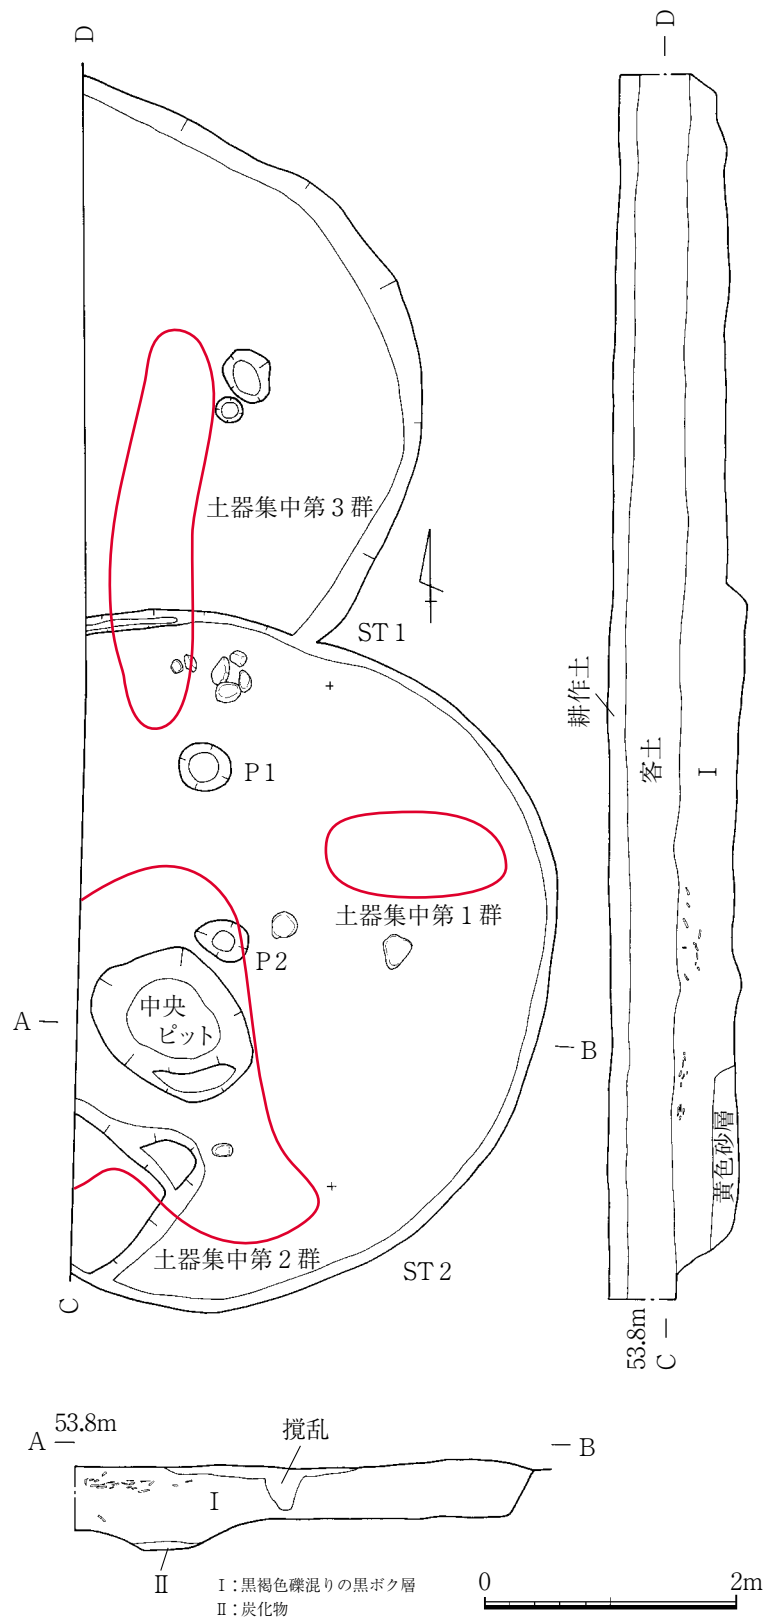 D
D
土器集中第3群
ST1
耕作土
客土
I
P1
土器集中第1群
P2
中央
ピット
A
B
黄色砂層
土器集中第2群
ST2
C
53.8m
C
53.8m
A
撹乱
B
I
II
I：黒褐色礫混りの黒ボク層
II：炭化物
0
2m